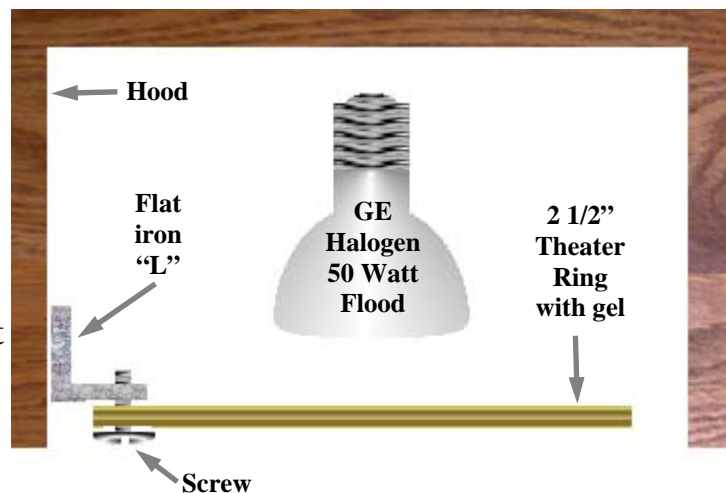 Hood
Flat
iron
“L”
GE
Halogen
50 Watt
Flood
2 1/2”
Theater
Ring
with gel
t
Screw